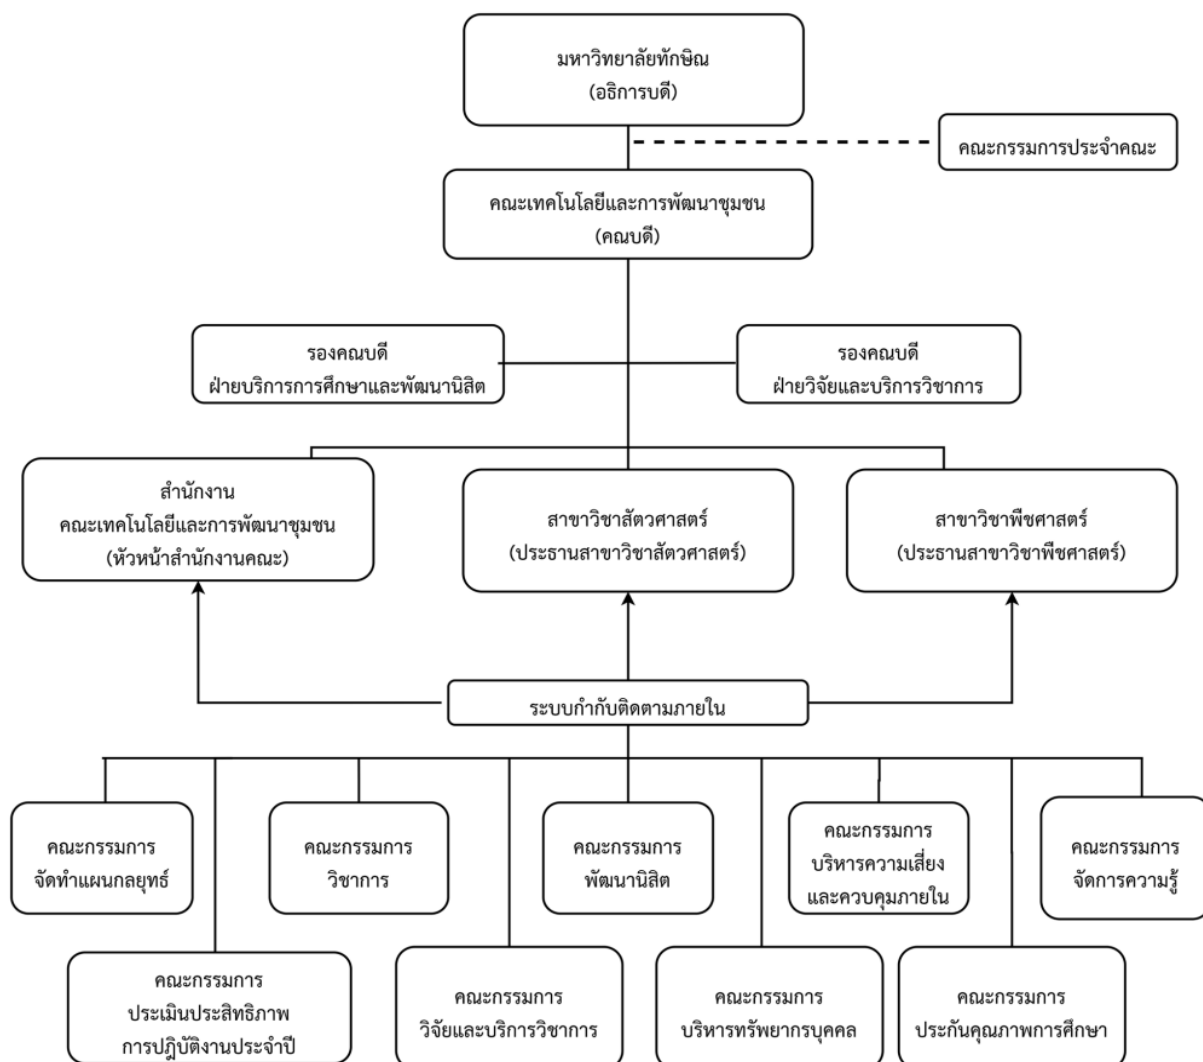 มหาวิทยาลัยทักษิณ
(อธิการบดี)
คณะกรรมการประจำคณะ
คณะเทคโนโลยีและการพัฒนาชุมชน
(คณบดี)
รองคณบดี
ฝ่ายบริการการศึกษาและพัฒนานิสิต
รองคณบดี
ฝ่ายวิจัยและบริการวิชาการ
สำนักงาน
คณะเทคโนโลยีและการพัฒนาชุมชน
(หัวหน้าสำนักงานคณะ)
สาขาวิชาสัตวศาสตร์
(ประธานสาขาวิชาสัตวศาสตร์)
สาขาวิชาพืชศาสตร์
(ประธานสาขาวิชาพืชศาสตร์)
ระบบกำกับติดตามภายใน
คณะกรรมการ
จัดทำแผนกลยุทธ์
คณะกรรมการ
วิชาการ
คณะกรรมการ
พัฒนานิสิต
คณะกรรมการ
บริหารความเสี่ยง
และควบคุมภายใน
คณะกรรมการ
จัดการความรู้
คณะกรรมการ
ประเมินประสิทธิภาพ
การปฏิบัติงานประจำปี
คณะกรรมการ
วิจัยและบริการวิชาการ
คณะกรรมการ
บริหารทรัพยากรบุคคล
คณะกรรมการ
ประกันคุณภาพการศึกษา